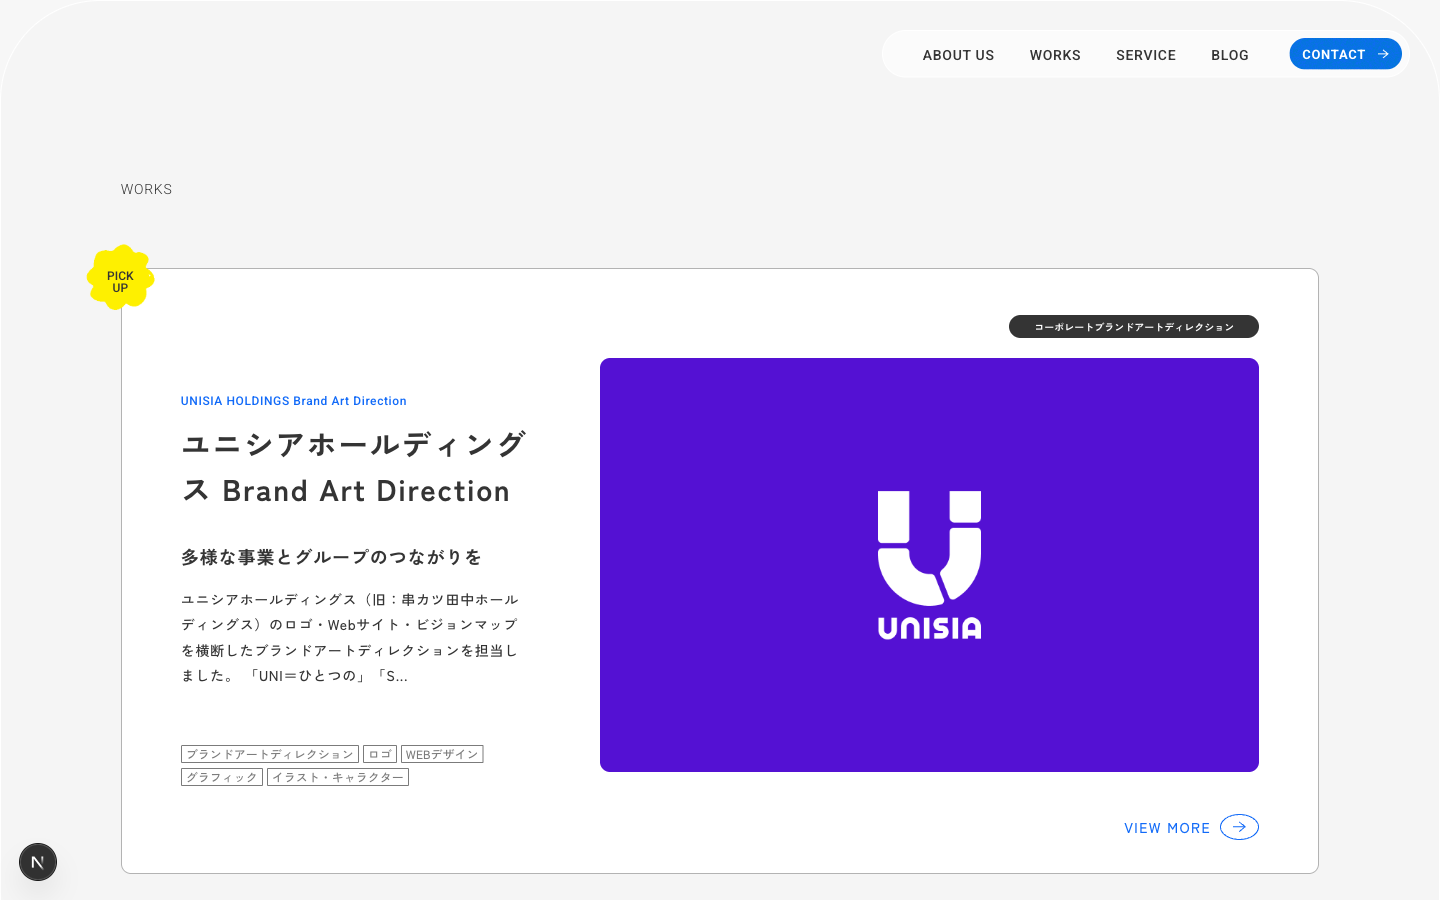 ABOUT US
WORKS
SERVICE
BLOG
CONTACT
WORKS
PICK
UP
コーポレートブランドアートディレクション
UNISIA HOLDINGS Brand Art Direction
ユニシアホールディング
ス Brand Art Direction
多様な事業とグループのつながりを
ユニシアホールディングス（旧：串カツ田中ホール
ディングス）のロゴ・Webサイト・ビジョンマップ
を横断したブランドアートディレクションを担当し
ました。 「UNI＝ひとつの」「S...
ブランドアートディレクション
ロゴ
WEBデザイン
グラフィック
イラスト・キャラクター
UNISIA
VIEW MORE
N